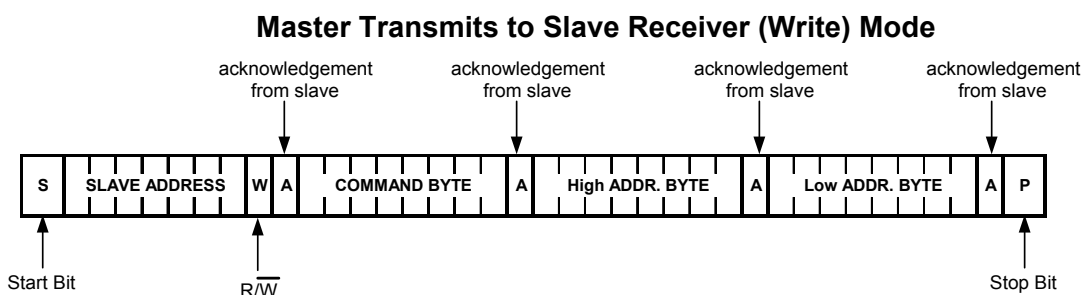 Master Transmits to Slave Receiver (Write) Mode
acknowledgement
from slave
acknowledgement
from slave
acknowledgement
from slave
acknowledgement
from slave
S SLAVE ADDRESS W A COMMAND BYTE A High ADDR. BYTE A Low ADDR. BYTE A P
Start Bit
R/W̅
Stop Bit